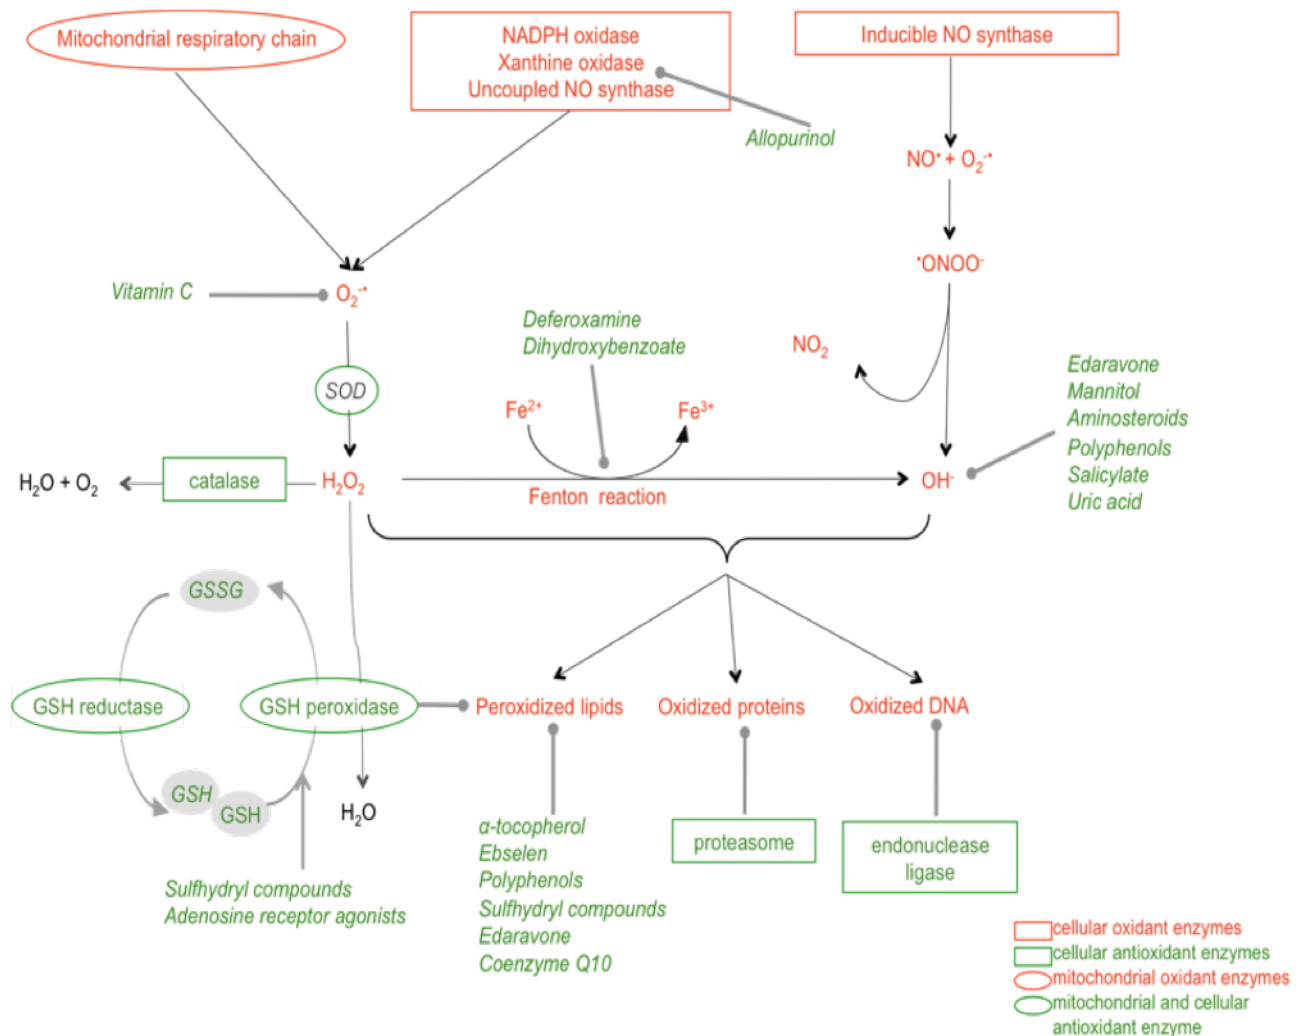 Mitochondrial respiratory chain
NADPH oxidase
Xanthine oxidase
Uncoupled NO synthase
Inducible NO synthase
Allopurinol
NO• + O₂⁻•
•ONOO⁻
Vitamin C
O₂⁻•
Deferoxamine
Dihydroxybenzoate
NO₂
SOD
Fe²⁺
Fe³⁺
Edaravone
Mannitol
Aminosteroids
Polyphenols
Salicylate
Uric acid
H₂O + O₂
catalase
H₂O₂
Fenton reaction
OH⁻
GSSG
GSH reductase
GSH peroxidase
Peroxidized lipids
Oxidized proteins
Oxidized DNA
GSH
GSH
H₂O
α-tocopherol
Ebselen
Polyphenols
Sulfhydryl compounds
Edaravone
Coenzyme Q10
proteasome
endonuclease
ligase
Sulfhydryl compounds
Adenosine receptor agonists
cellular oxidant enzymes
cellular antioxidant enzymes
mitochondrial oxidant enzymes
mitochondrial and cellular
antioxidant enzyme